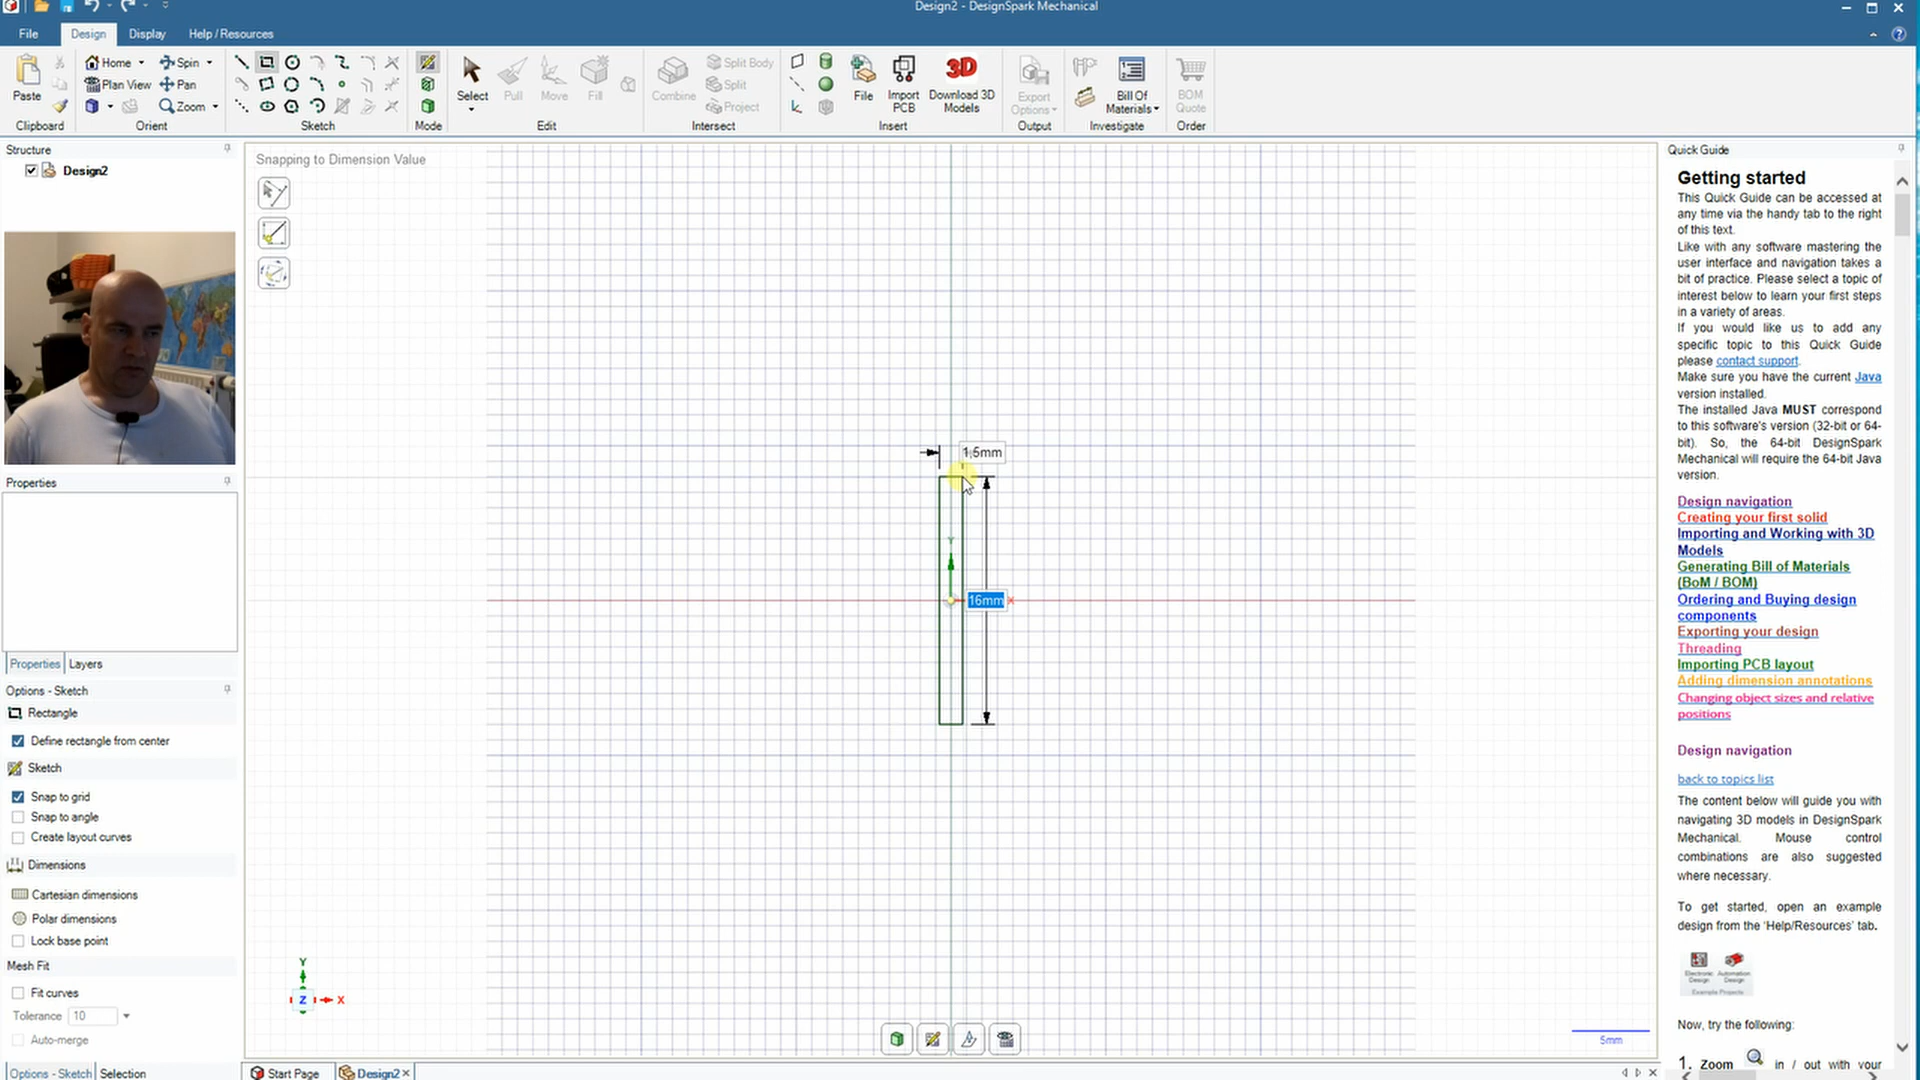 Design2 - DesignSpark Mechanical
File Design Display Help / Resources
Paste
Clipboard
Home Spin
Plan View Pan
Zoom
Orient
Sketch
Mode
Select Pull Move Fill
Edit
Combine
Split Body
Split
Project
Intersect
File
Import
PCB
3D
Download 3D
Models
Insert
Export
Options
Output
Bill Of
Materials
Investigate
BOM
Quote
Order
Structure
Design2
Properties
Properties Layers
Options - Sketch
Rectangle
Define rectangle from center
Sketch
Snap to grid
Snap to angle
Create layout curves
Dimensions
Cartesian dimensions
Polar dimensions
Lock base point
Mesh Fit
Fit curves
Tolerance 10
Auto-merge
Options - Sketch Selection
Snapping to Dimension Value
1,5mm
Y
16mm X
Y
Z X
5mm
Start Page Design2
Quick Guide
Getting started
This Quick Guide can be accessed at
any time via the handy tab to the right
of this text.
Like with any software mastering the
user interface and navigation takes a
bit of practice. Please select a topic of
interest below to learn your first steps
in a variety of areas.
If you would like us to add any
specific topic to this Quick Guide
please contact support.
Make sure you have the current Java
version installed.
The installed Java MUST correspond
to this software's version (32-bit or 64-
bit). So, the 64-bit DesignSpark
Mechanical will require the 64-bit Java
version.
Design navigation
Creating your first solid
Importing and Working with 3D
Models
Generating Bill of Materials
(BoM / BOM)
Ordering and Buying design
components
Exporting your design
Threading
Importing PCB layout
Adding dimension annotations
Changing object sizes and relative
positions
Design navigation
back to topics list
The content below will guide you with
navigating 3D models in DesignSpark
Mechanical. Mouse control
combinations are also suggested
where necessary.
To get started, open an example
design from the 'Help/Resources' tab.
Electronic Automation
Design Design
Example Projects
Now, try the following:
1. Zoom in / out with your